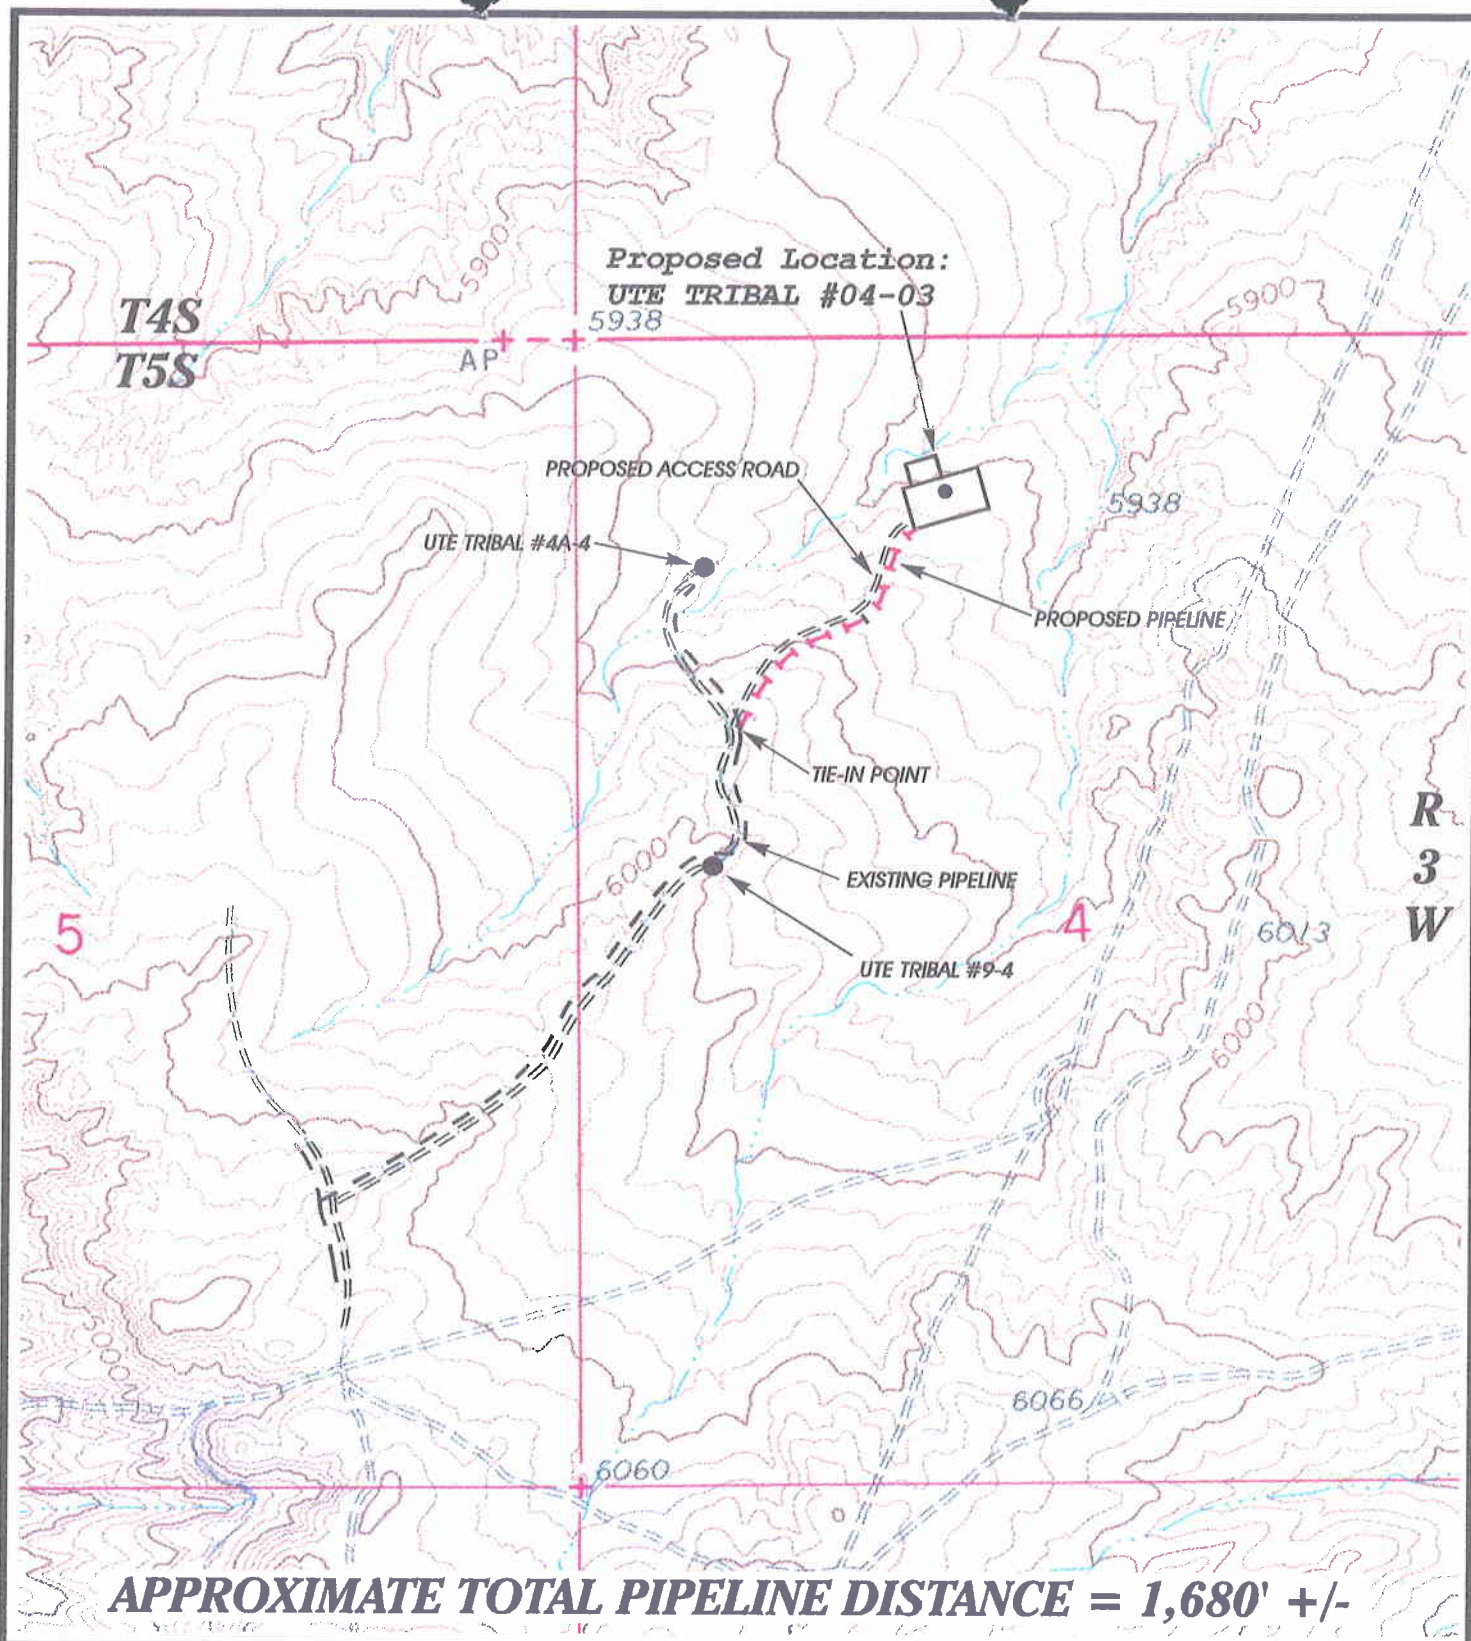 5900
Proposed Location:
UTE TRIBAL #04-03
T4S
5938
5900
AP
T5S
PROPOSED ACCESS ROAD
5938
UTE TRIBAL #4A-4
PROPOSED PIPELINE
TIE-IN POINT
R
3
W
6000
EXISTING PIPELINE
5
4
6013
UTE TRIBAL #9-4
6000
6066
6060
APPROXIMATE TOTAL PIPELINE DISTANCE = 1,680' +/-